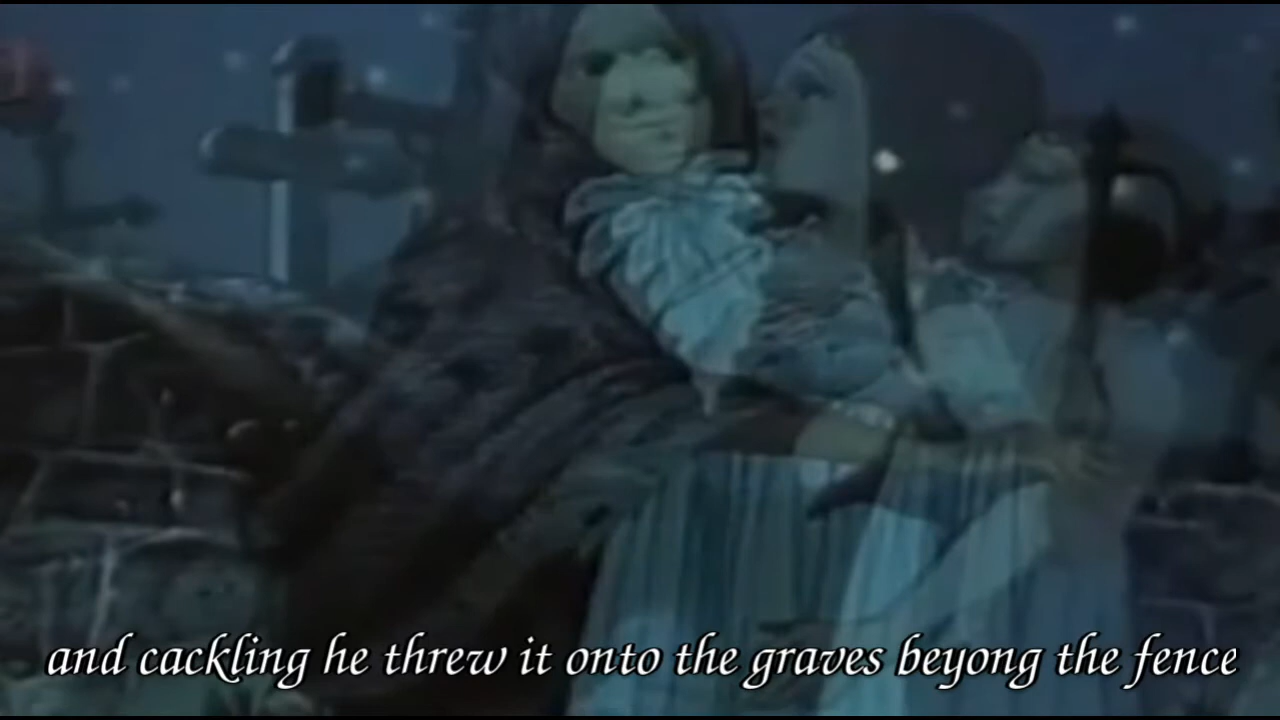 and cackling he threw it onto the graves beyong the fence